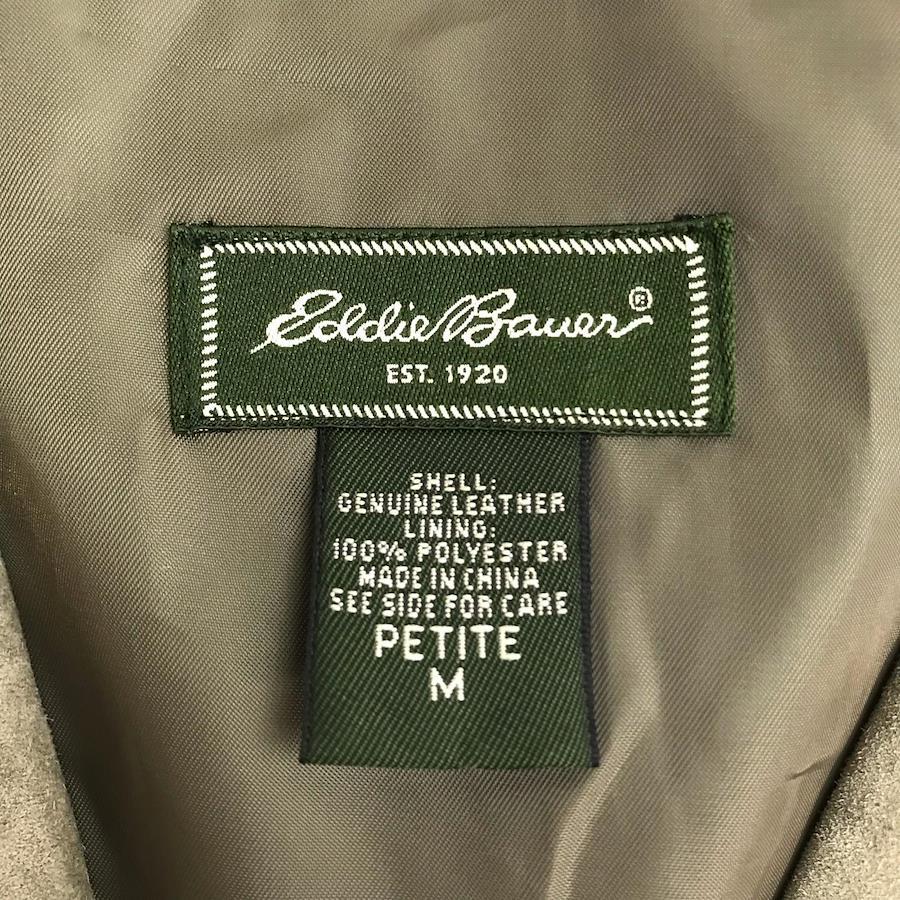 Eddie Bauer®
EST. 1920
SHELL:
GENUINE LEATHER
LINING:
100% POLYESTER
MADE IN CHINA
SEE SIDE FOR CARE
PETITE
M